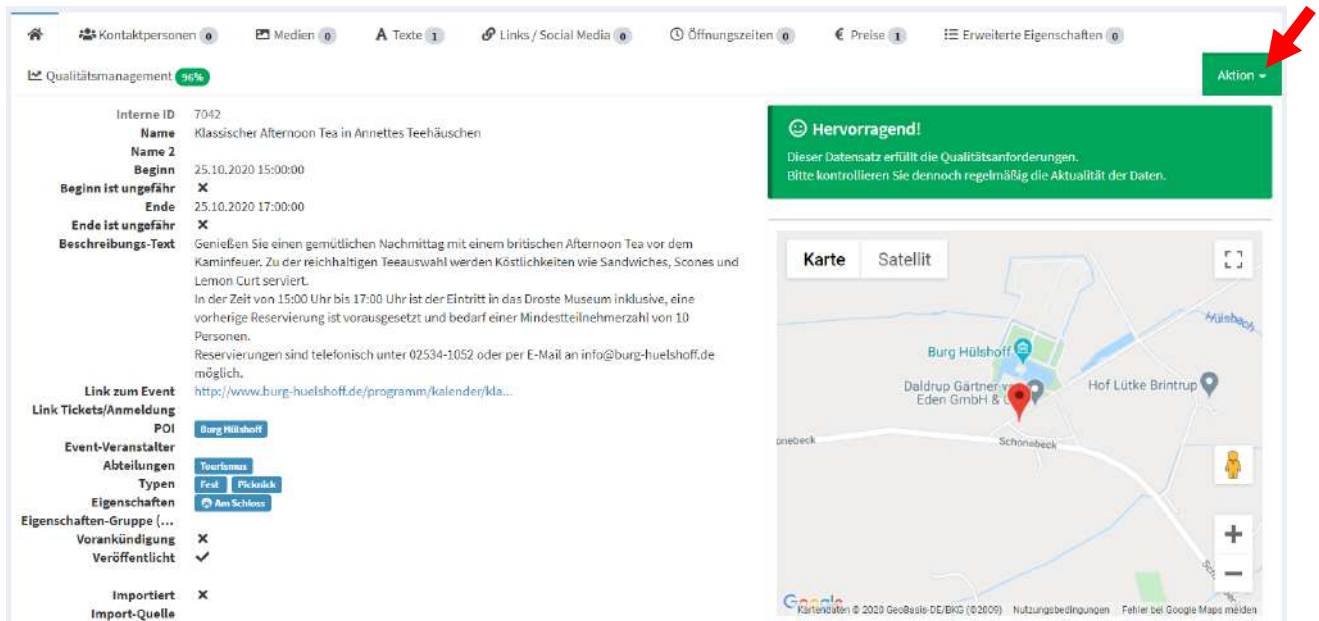 Kontaktpersonen 0 Medien 0 Texte 1 Links / Social Media 0 Öffnungszeiten 0 Preise 1 Erweiterte Eigenschaften 0
Qualitätsmanagement 96% Aktion
Interne ID 7042
Name Klassischer Afternoon Tea in Annettes Teehäuschen
Name 2
Beginn 25.10.2020 15:00:00
Beginn ist ungefähr
Ende 25.10.2020 17:00:00
Ende ist ungefähr
Beschreibungs-Text Genießen Sie einen gemütlichen Nachmittag mit einem britischen Afternoon Tea vor dem
Kaminfeuer. Zu der reichhaltigen Teeauswahl werden Köstlichkeiten wie Sandwiches, Scones und
Lemon Curt serviert.
In der Zeit von 15:00 Uhr bis 17:00 Uhr ist der Eintritt in das Droste Museum inklusive, eine
vorherige Reservierung ist vorausgesetzt und bedarf einer Mindestteilnehmerzahl von 10
Personen.
Reservierungen sind telefonisch unter 02534-1052 oder per E-Mail an info@burg-huelshoff.de
möglich.
Link zum Event http://www.burg-huelshoff.de/programm/kalender/kla...
Link Tickets/Anmeldung
POI Burg Hülshoff
Event-Veranstalter
Abteilungen Tourismus
Typen Fest Picknick
Eigenschaften Am Schloss
Eigenschaften-Gruppe (...
Vorankündigung
Veröffentlicht
Importiert
Import-Quelle
Hervorragend!
Dieser Datensatz erfüllt die Qualitätsanforderungen.
Bitte kontrollieren Sie dennoch regelmäßig die Aktualität der Daten.
Karte Satellit
Hülsbach
Burg Hülshoff
Daldrup Gärtner
Eden GmbH &
Hof Lütke Brintrup
onebeck
Schonebeck
Google
Kartendaten © 2020 GeoBasis-DE/BKG (©2009) Nutzungsbedingungen Fehler bei Google Maps melden